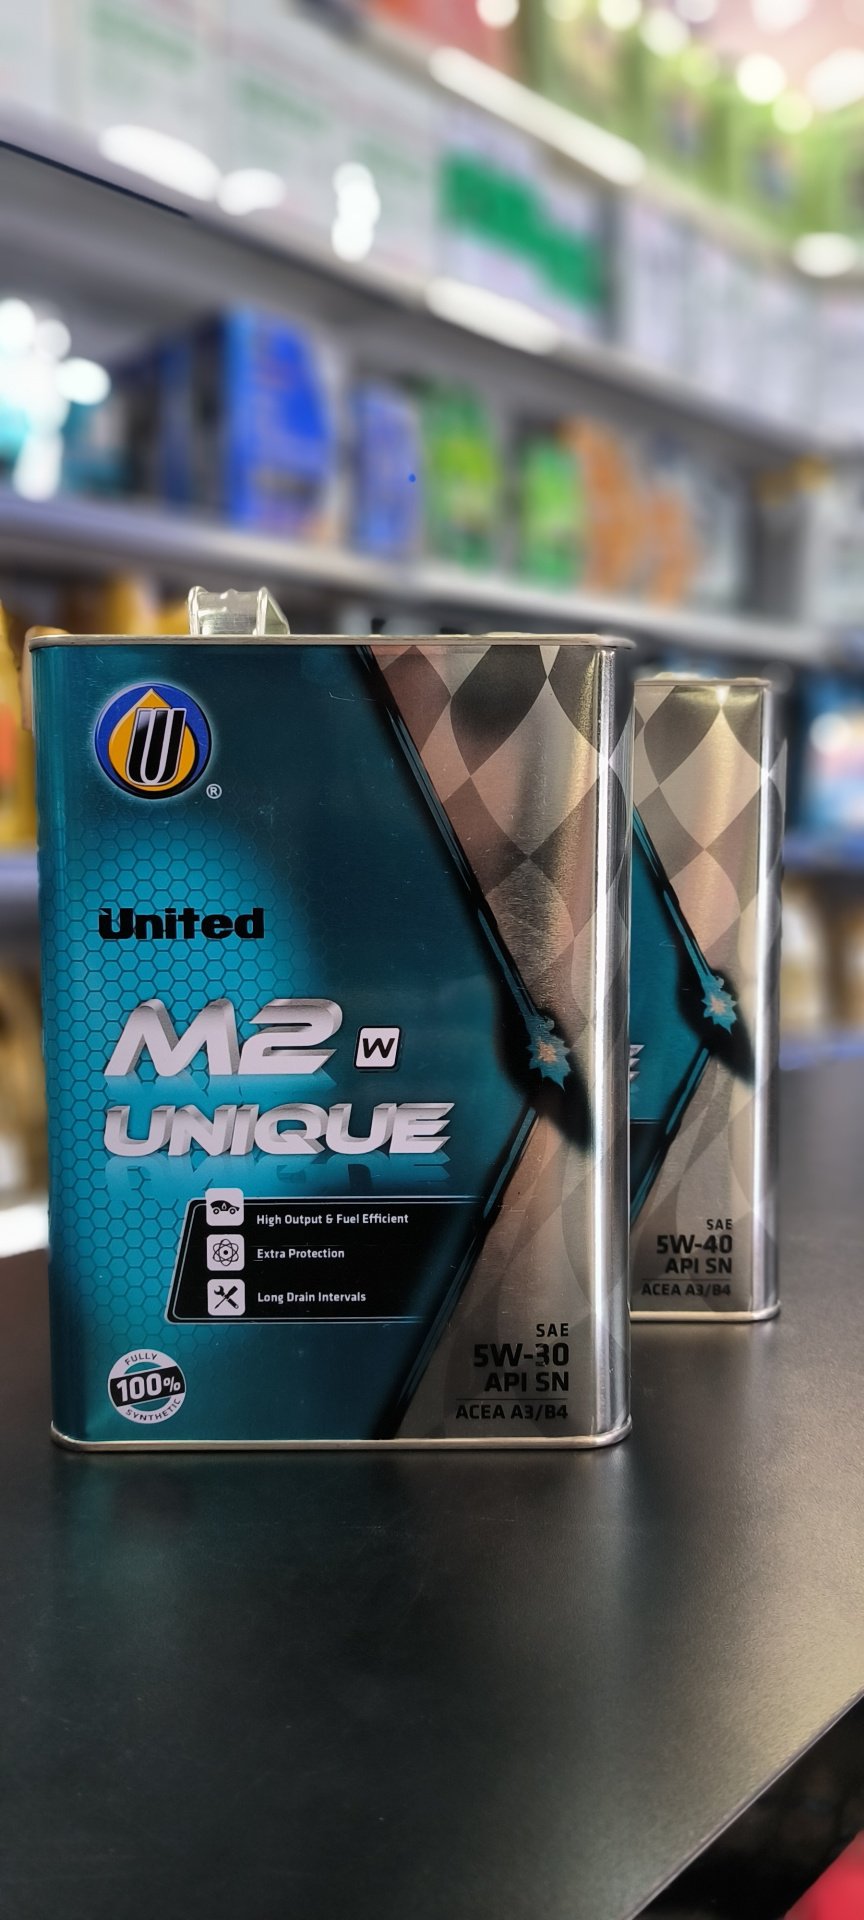 U
®
United
M2 W
UNIQUE
High Output & Fuel Efficient
Extra Protection
Long Drain Intervals
FULLY
100%
SYNTHETIC
SAE
5W-30
API SN
ACEA A3/B4
SAE
5W-40
API SN
ACEA A3/B4